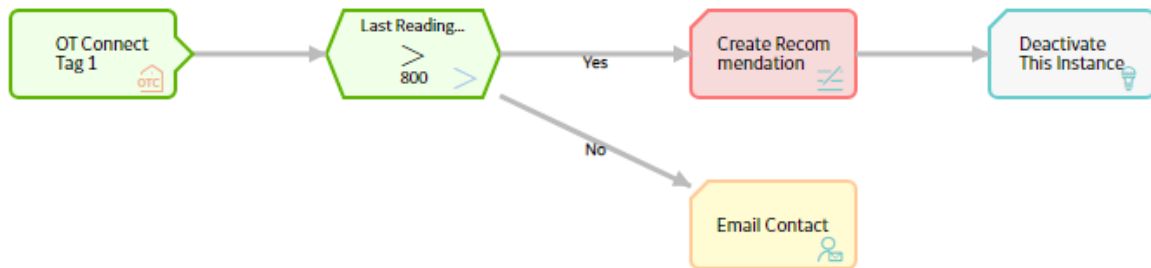 OT Connect
Tag 1
OTC
Last Reading...
>
800
Yes
Create Recom
mendation
Deactivate
This Instance
No
Email Contact